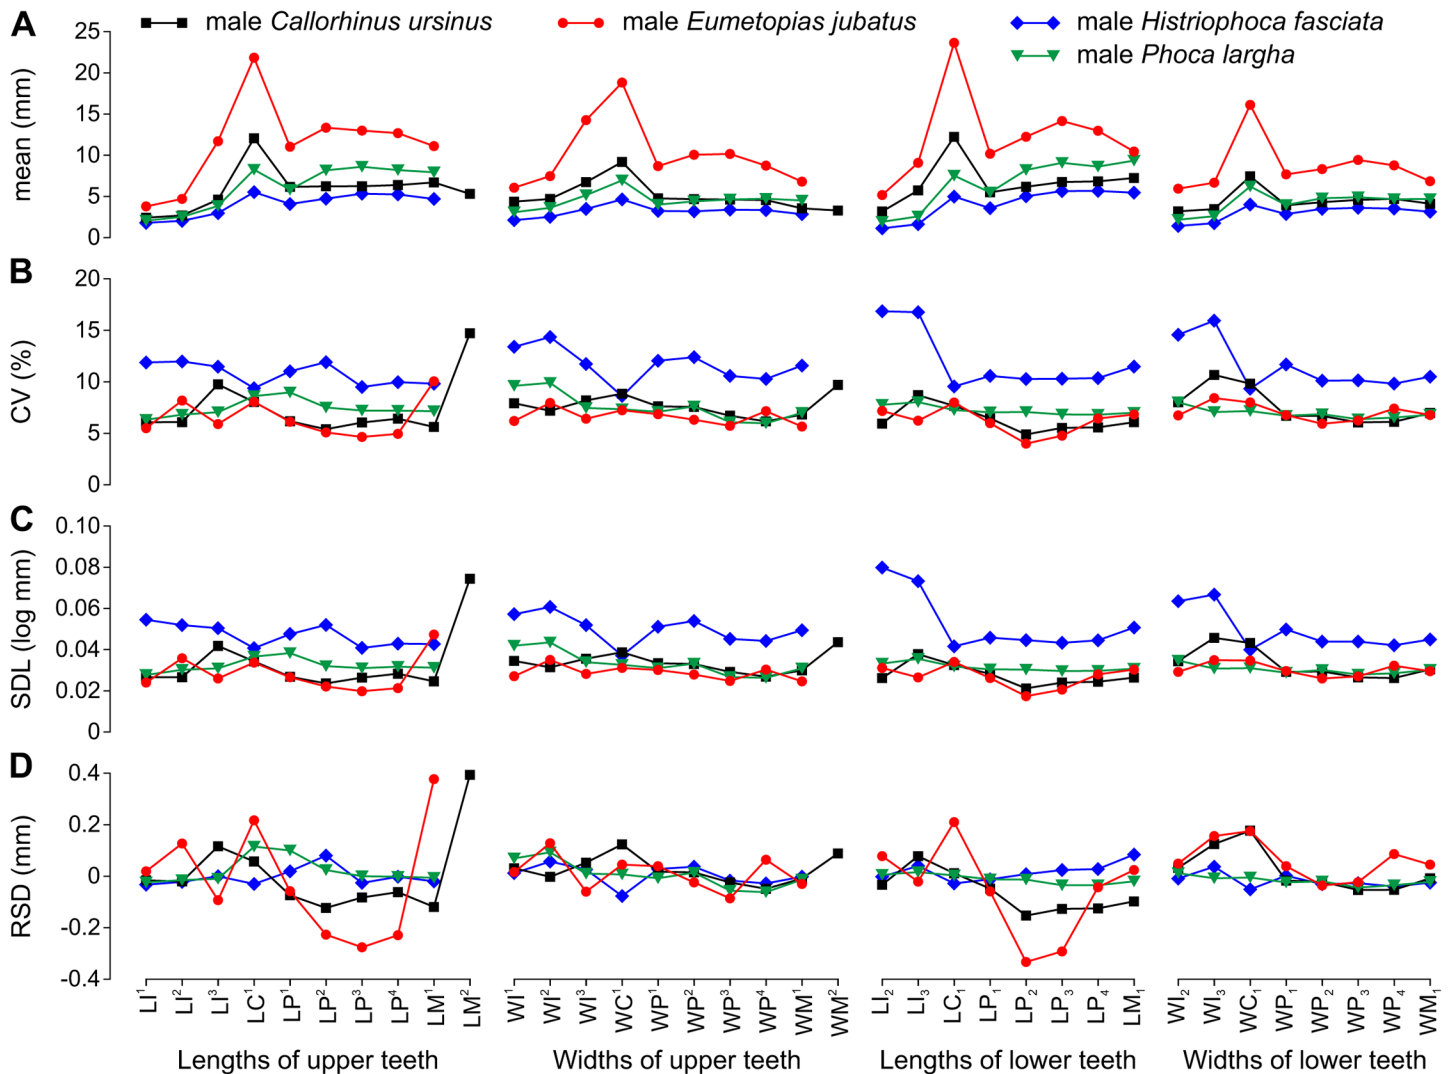 A
male Callorhinus ursinus
male Eumetopias jubatus
male Histriophoca fasciata
male Phoca largha
mean (mm)
25
20
15
10
5
0
B
CV (%)
20
15
10
5
0
C
SDL (log mm)
0.10
0.08
0.06
0.04
0.02
0
D
RSD (mm)
0.4
0.2
0
-0.2
-0.4
LI¹ LI² LI³ LC¹ LP¹ LP² LP³ LP⁴ LM¹ LM²
WI¹ WI² WI³ WC¹ WP¹ WP² WP³ WP⁴ WM¹ WM²
LI₂ LI₃ LC₁ LP₁ LP₂ LP₃ LP₄ LM₁
WI₂ WI₃ WC₁ WP₁ WP₂ WP₃ WP₄ WM₁
Lengths of upper teeth
Widths of upper teeth
Lengths of lower teeth
Widths of lower teeth